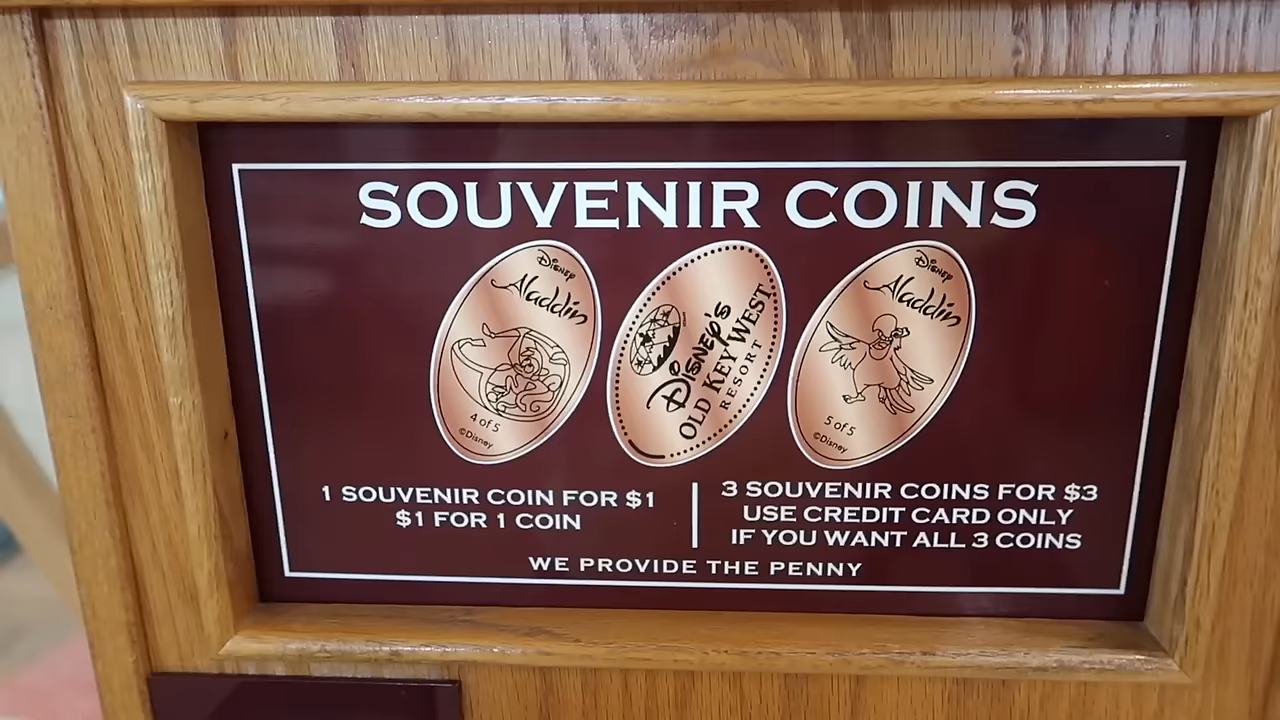 SOUVENIR COINS
Disney
Aladdin
4 of 5
©Disney
Disney's
OLD KEY WEST
RESORT
Disney
Aladdin
5 of 5
©Disney
1 SOUVENIR COIN FOR $1
$1 FOR 1 COIN
3 SOUVENIR COINS FOR $3
USE CREDIT CARD ONLY
IF YOU WANT ALL 3 COINS
WE PROVIDE THE PENNY